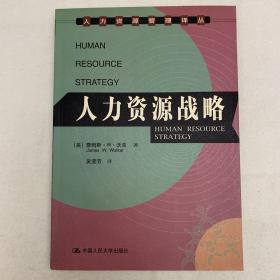 人力资源管理译丛
HUMAN
RESOURCE
STRATEGY
人力资源战略
HUMAN RESOURCE
STRATEGY
[美] 詹姆斯·W·沃克 著
James W. Walker
吴雯芳 译
中国人民大学出版社